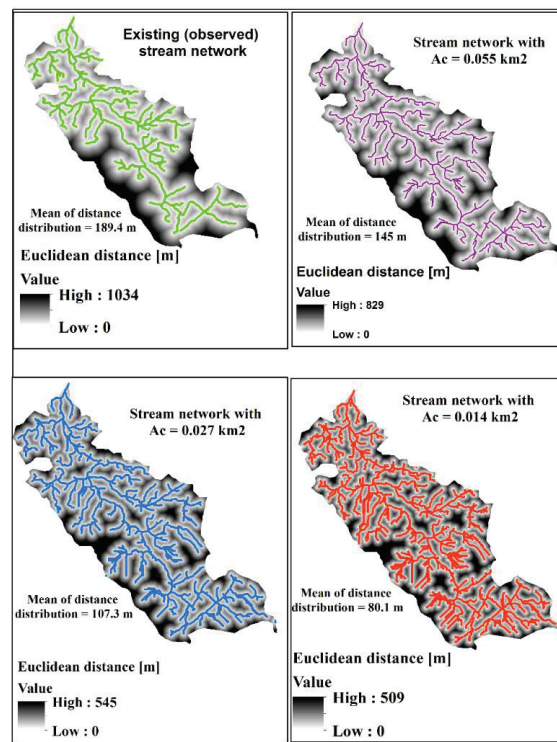 Existing (observed)
stream network
Mean of distance
distribution = 189.4 m
Euclidean distance [m]
Value
High : 1034
Low : 0
Stream network with
Ac = 0.055 km2
Mean of distance
distribution = 145 m
Euclidean distance [m]
Value
High : 829
Low : 0
Stream network with
Ac = 0.027 km2
Mean of distance
distribution = 107.3 m
Euclidean distance [m]
Value
High : 545
Low : 0
Stream network with
Ac = 0.014 km2
Mean of distance
distribution = 80.1 m
Euclidean distance [m]
Value
High : 509
Low : 0